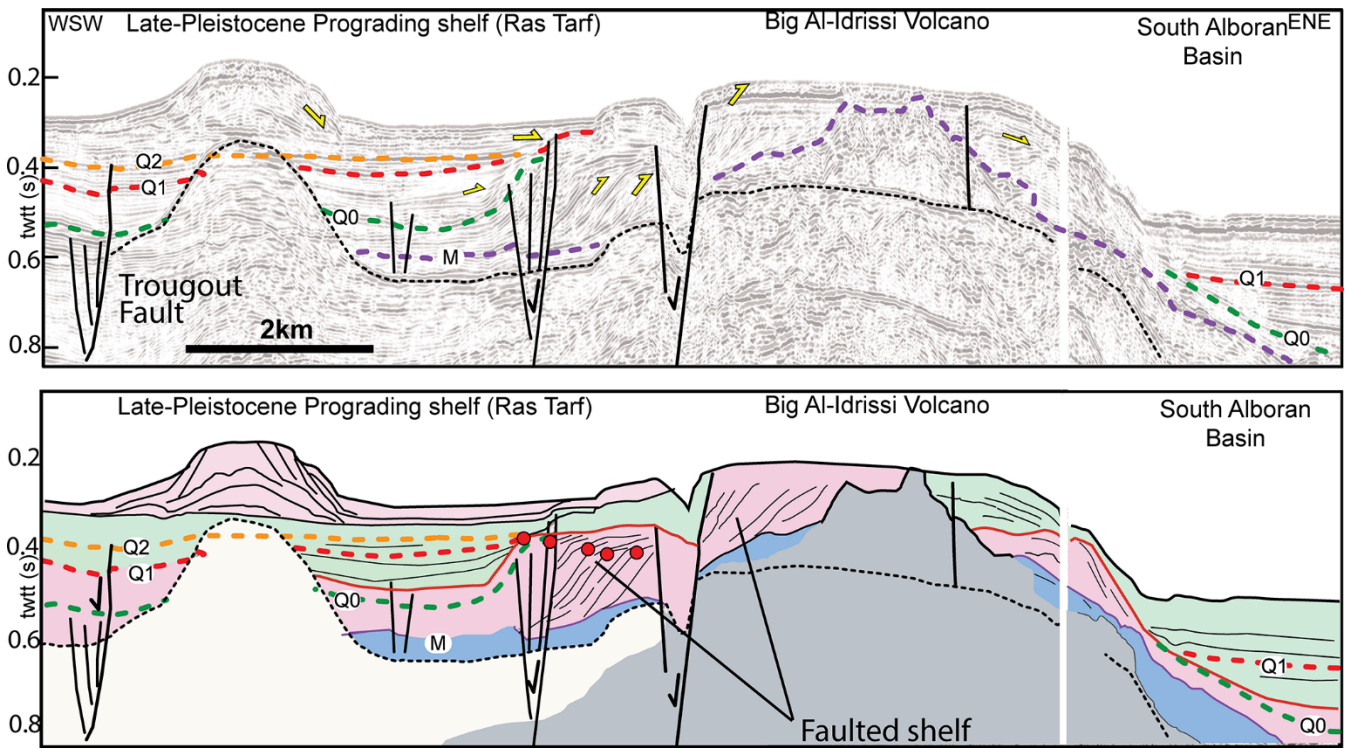 WSW Late-Pleistocene Prograding shelf (Ras Tarf) Big Al-Idrissi Volcano South Alboran ENE
Basin
0.2
0.4
twtt (s)
0.6
0.8
Q2
Q1
Q0
Q0
M
Q1
Q0
Trougout
Fault
2km
Late-Pleistocene Prograding shelf (Ras Tarf) Big Al-Idrissi Volcano South Alboran
Basin
0.2
0.4
twtt (s)
0.6
0.8
Q2
Q1
Q0
M
Q1
Q0
Faulted shelf